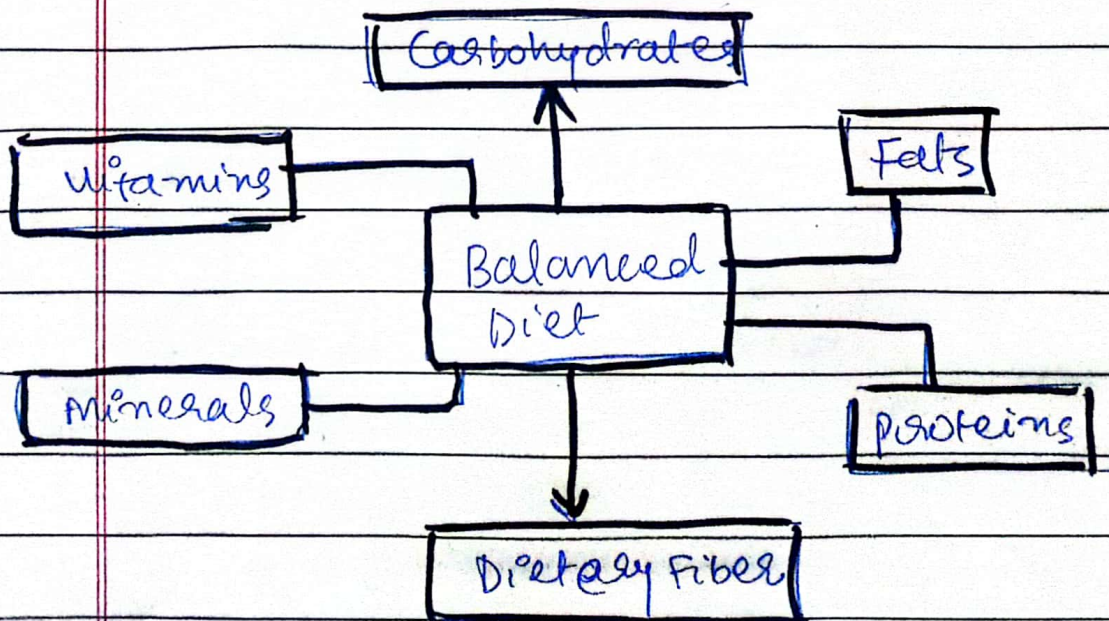 Carbohydrates
Vitamins
Fats
Balanced
Diet
Minerals
Proteins
Dietary Fiber